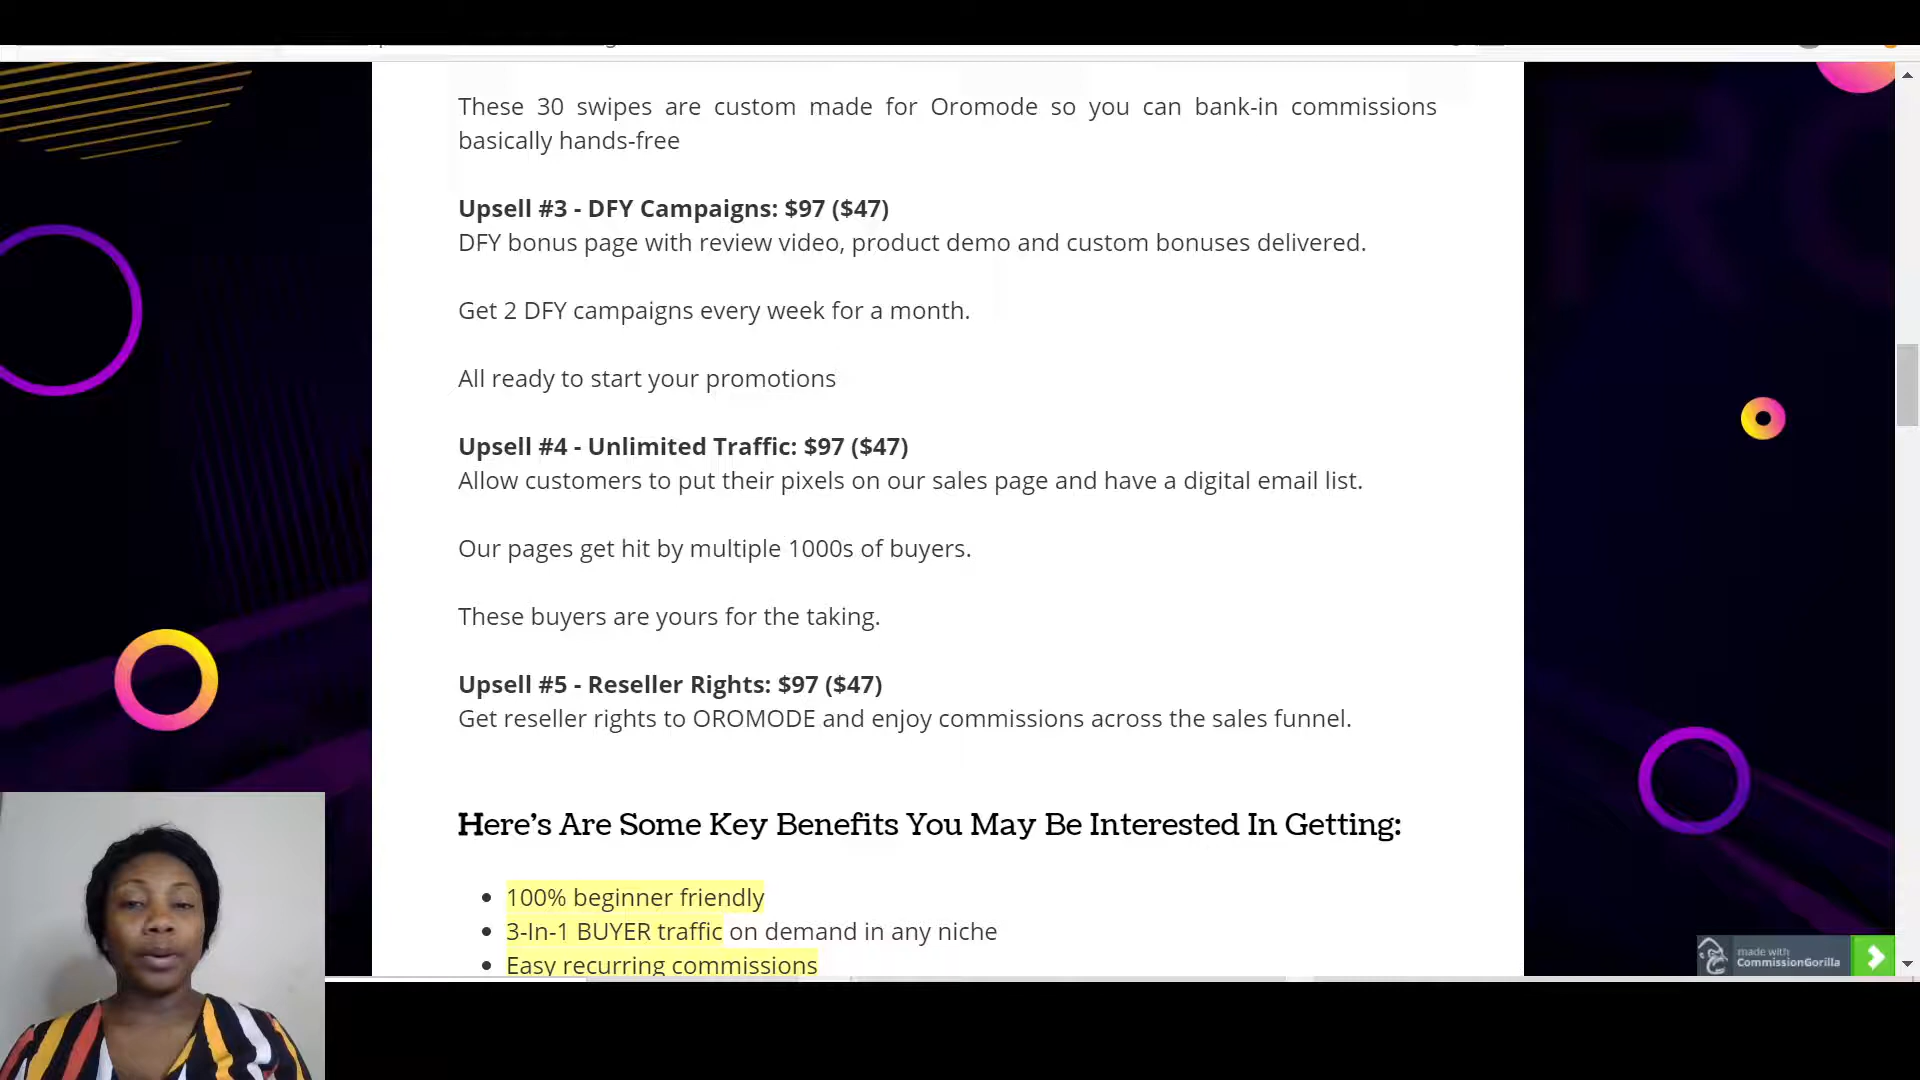 These 30 swipes are custom made for Oromode so you can bank-in commissions
basically hands-free
Upsell #3 - DFY Campaigns: $97 ($47)
DFY bonus page with review video, product demo and custom bonuses delivered.
Get 2 DFY campaigns every week for a month.
All ready to start your promotions
Upsell #4 - Unlimited Traffic: $97 ($47)
Allow customers to put their pixels on our sales page and have a digital email list.
Our pages get hit by multiple 1000s of buyers.
These buyers are yours for the taking.
Upsell #5 - Reseller Rights: $97 ($47)
Get reseller rights to OROMODE and enjoy commissions across the sales funnel.
Here's Are Some Key Benefits You May Be Interested In Getting:
• 100% beginner friendly
• 3-In-1 BUYER traffic on demand in any niche
• Easy recurring commissions
made with
CommissionGorilla